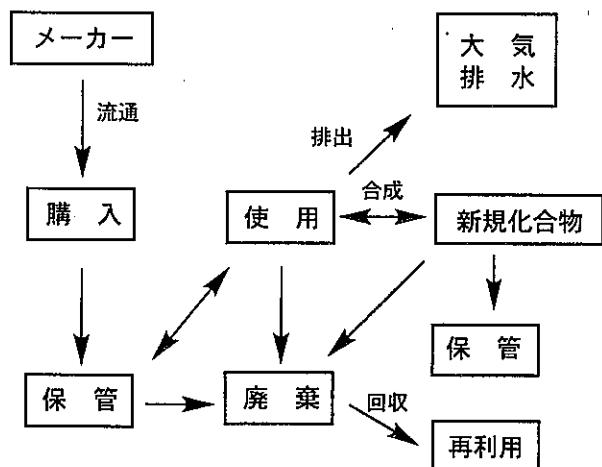 メーカー
大気
排水
流通
排出
購入
使用
合成
新規化合物
保管
保管
廃棄
回収
再利用